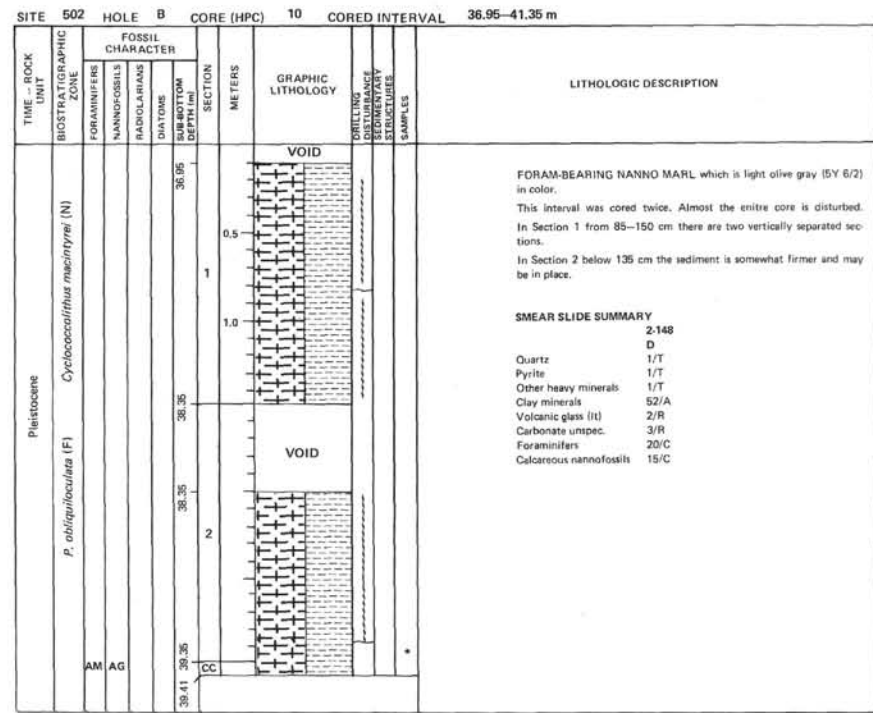 SITE 502 HOLE B CORE (HPC) 10 CORED INTERVAL 36.95–41.35 m
TIME – ROCK UNIT
BIOSTRATIGRAPHIC ZONE
FOSSIL CHARACTER
FORAMINIFERS
NANNOFOSSILS
RADIOLARIANS
DIATOMS
SUB-BOTTOM DEPTH (m)
SECTION
METERS
GRAPHIC LITHOLOGY
DRILLING DISTURBANCE
SEDIMENTARY STRUCTURES
SAMPLES
LITHOLOGIC DESCRIPTION
Pleistocene
Cyclococcolithus macintyrei (N)
P. obliquiloculata (F)
AM AG
36.95
38.35
38.35
39.35
39.41
1
2
CC
0.5
1.0
VOID
VOID
*
FORAM-BEARING NANNO MARL which is light olive gray (5Y 6/2)
in color.
This interval was cored twice. Almost the enitre core is disturbed.
In Section 1 from 85–150 cm there are two vertically separated sec-
tions.
In Section 2 below 135 cm the sediment is somewhat firmer and may
be in place.
SMEAR SLIDE SUMMARY
2-148
D
Quartz 1/T
Pyrite 1/T
Other heavy minerals 1/T
Clay minerals 52/A
Volcanic glass (lt) 2/R
Carbonate unspec. 3/R
Foraminifers 20/C
Calcareous nannofossils 15/C